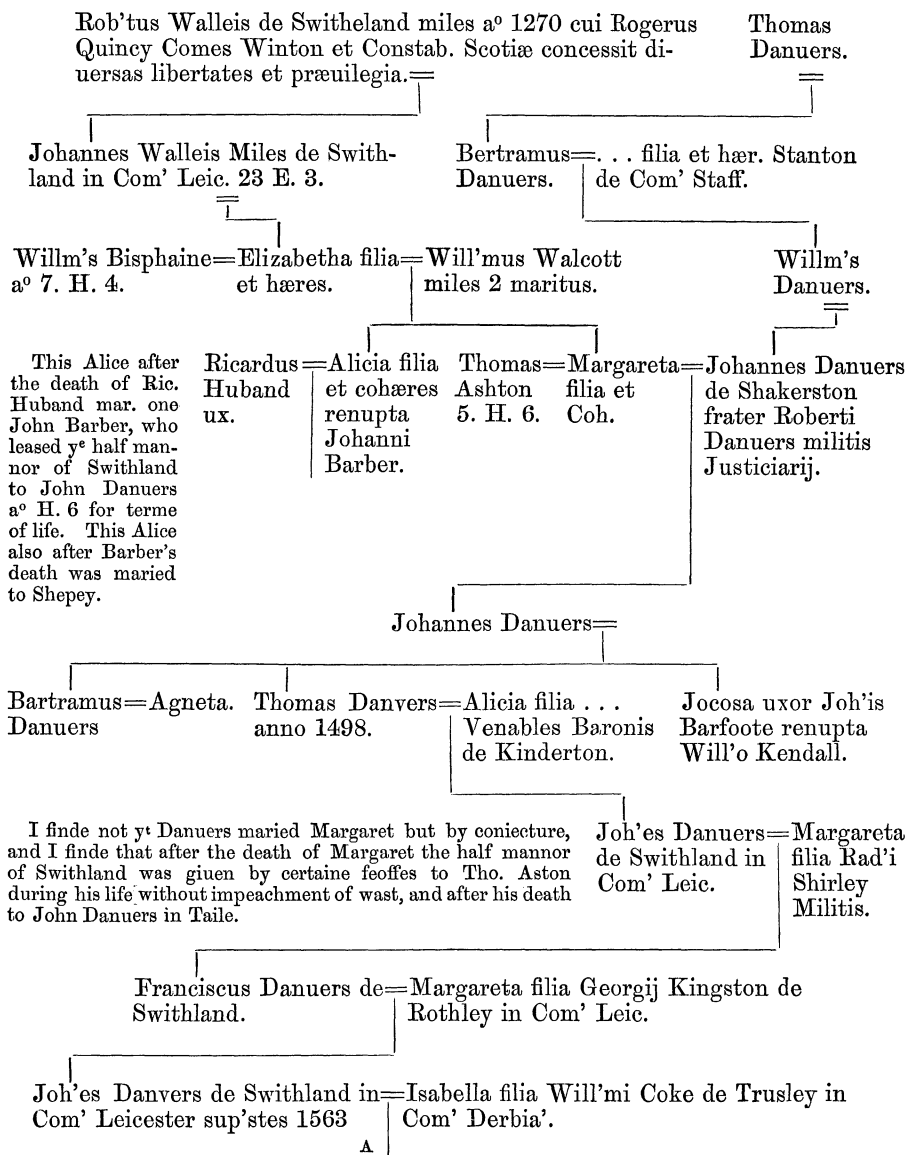 Rob'tus Walleis de Switheland miles aº 1270 cui Rogerus
Quincy Comes Winton et Constab. Scotiæ concessit di-
uersas libertates et præuilegia.=
Thomas
Danuers.
=
Johannes Walleis Miles de Swith-
land in Com' Leic. 23 E. 3.
=
Bertramus=. . . filia et hær. Stanton
Danuers. de Com' Staff.
Willm's Bisphaine=Elizabetha filia=Will'mus Walcott
aº 7. H. 4. et hæres. miles 2 maritus.
Willm's
Danuers.
=
This Alice after
the death of Ric.
Huband mar. one
John Barber, who
leased yᵉ half man-
nor of Swithland
to John Danuers
aº H. 6 for terme
of life. This Alice
also after Barber's
death was maried
to Shepey.
Ricardus=Alicia filia
Huband et cohæres
ux. renupta
Johanni
Barber.
Thomas=Margareta=Johannes Danuers
Ashton filia et de Shakerston
5. H. 6. Coh. frater Roberti
Danuers militis
Justiciarij.
Johannes Danuers=
Bartramus=Agneta.
Danuers
Thomas Danvers=Alicia filia . . .
anno 1498. Venables Baronis
de Kinderton.
Jocosa uxor Joh'is
Barfoote renupta
Will'o Kendall.
I finde not yᵗ Danuers maried Margaret but by coniecture,
and I finde that after the death of Margaret the half mannor
of Swithland was giuen by certaine feoffes to Tho. Aston
during his life without impeachment of wast, and after his death
to John Danuers in Taile.
Joh'es Danuers=Margareta
de Swithland in filia Rad'i
Com' Leic. Shirley
Militis.
Franciscus Danuers de=Margareta filia Georgij Kingston de
Swithland. Rothley in Com' Leic.
Joh'es Danvers de Swithland in=Isabella filia Will'mi Coke de Trusley in
Com' Leicester sup'stes 1563 Com' Derbia'.
A